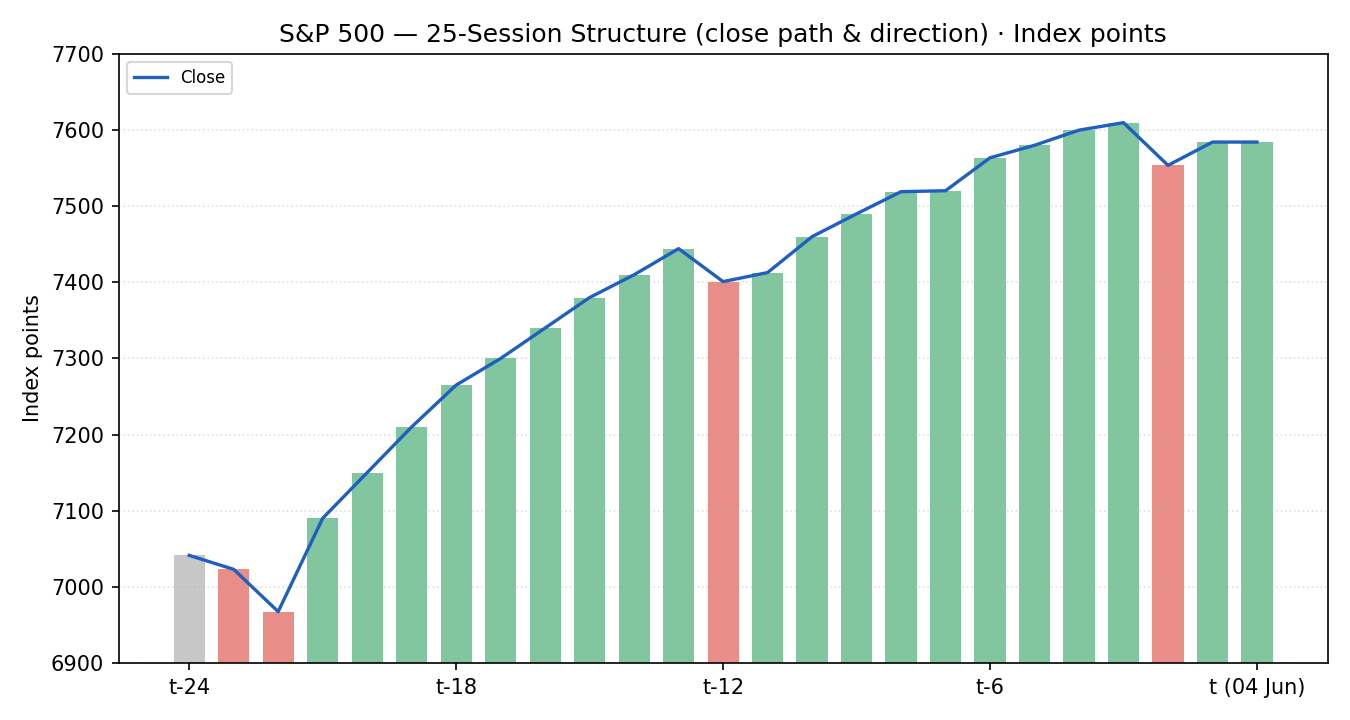 S&P 500 — 25-Session Structure (close path & direction) · Index points
7700
Close
7600
7500
7400
7300
7200
7100
7000
6900
Index points
t-24
t-18
t-12
t-6
t (04 Jun)